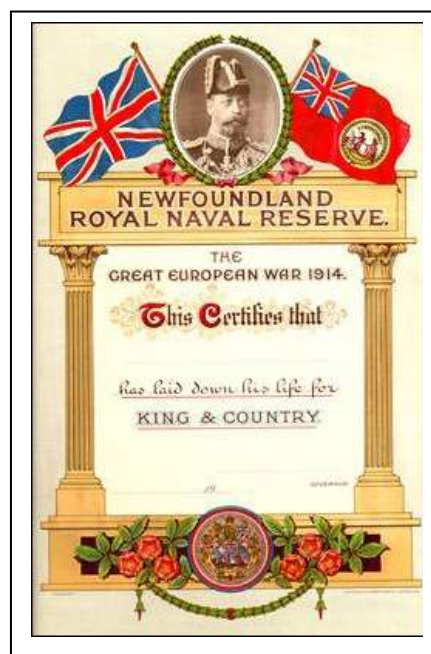 NEWFOUNDLAND
ROYAL NAVAL RESERVE.
THE
GREAT EUROPEAN WAR 1914.
This Certifies that
has laid down his life for
KING & COUNTRY.
19
GOVERNOR